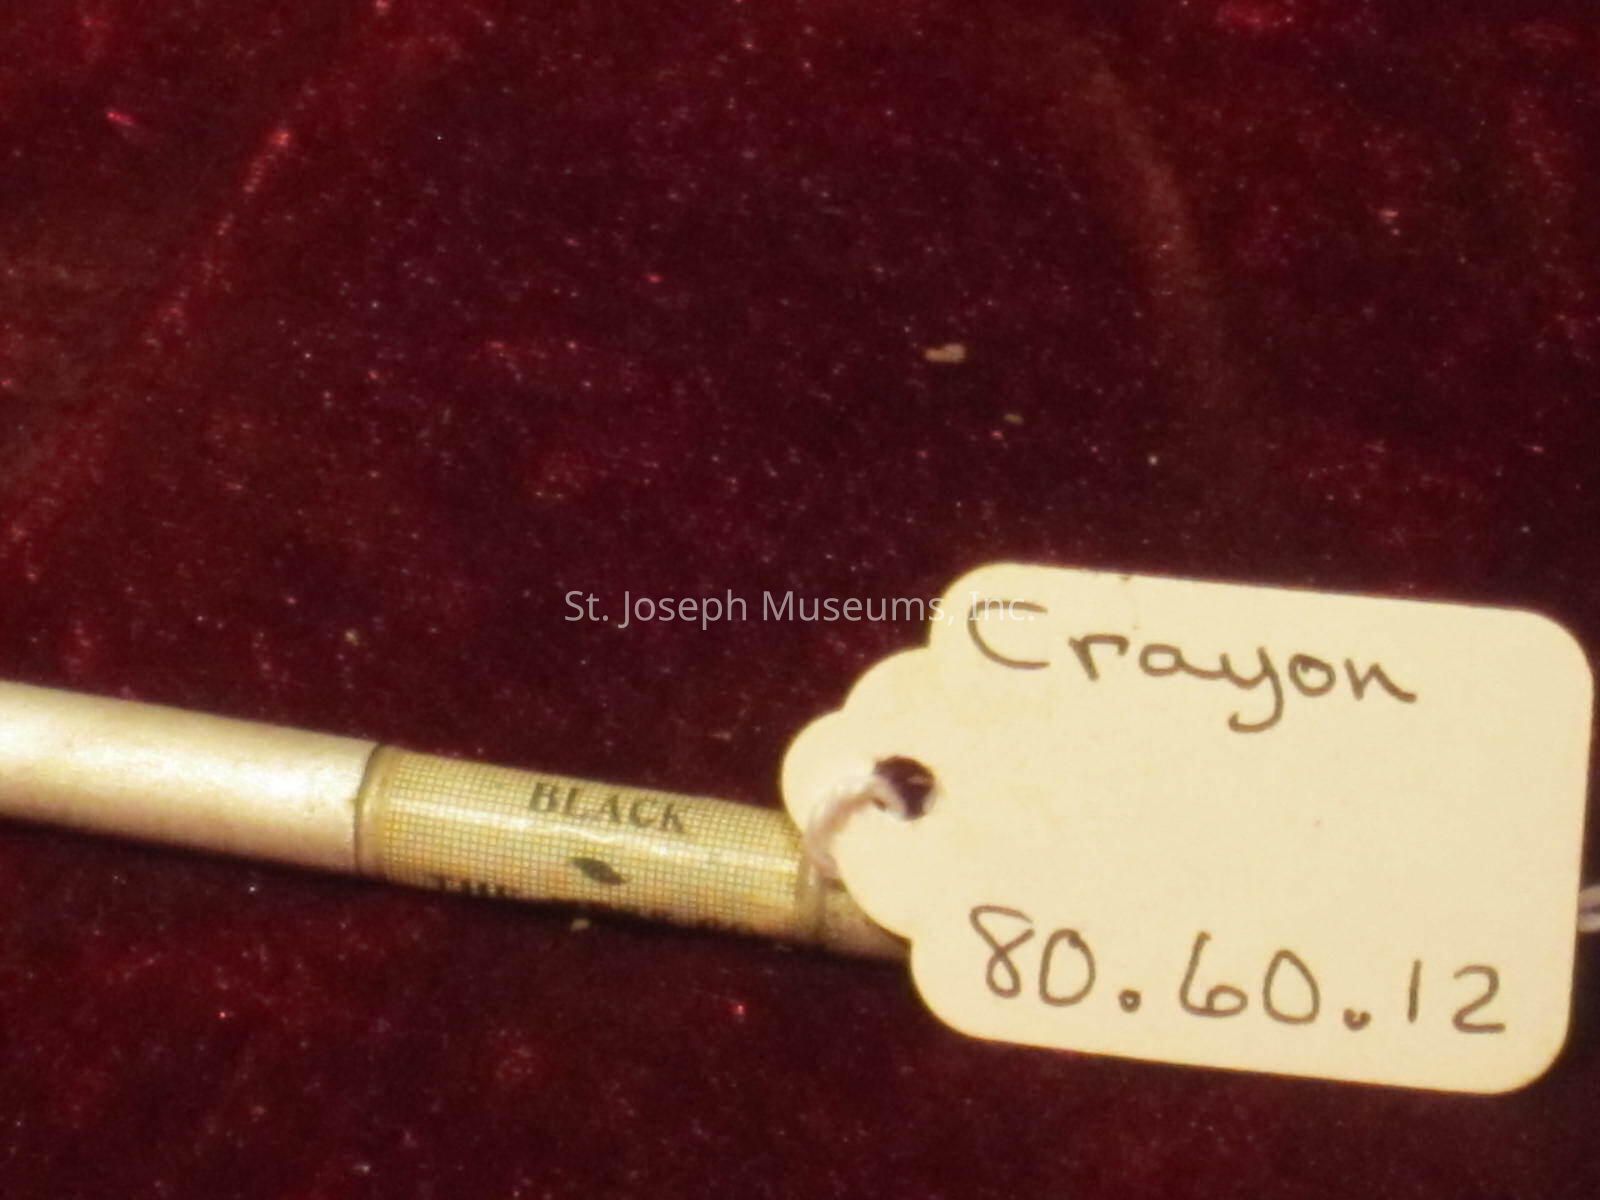 St. Joseph Museums, Inc.
Crayon
BLACK
80.60.12